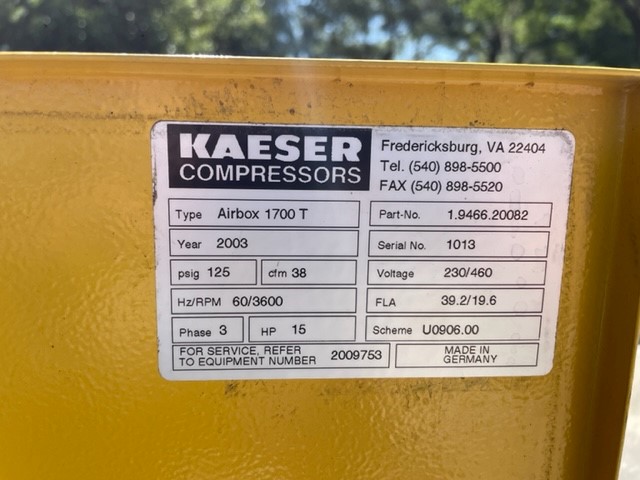 KAESER
COMPRESSORS
Fredericksburg, VA 22404
Tel. (540) 898-5500
FAX (540) 898-5520
Type Airbox 1700 T
Part-No. 1.9466.20082
Year 2003
Serial No. 1013
psig 125 cfm 38
Voltage 230/460
Hz/RPM 60/3600
FLA 39.2/19.6
Phase 3 HP 15
Scheme U0906.00
FOR SERVICE, REFER
TO EQUIPMENT NUMBER 2009753
MADE IN
GERMANY